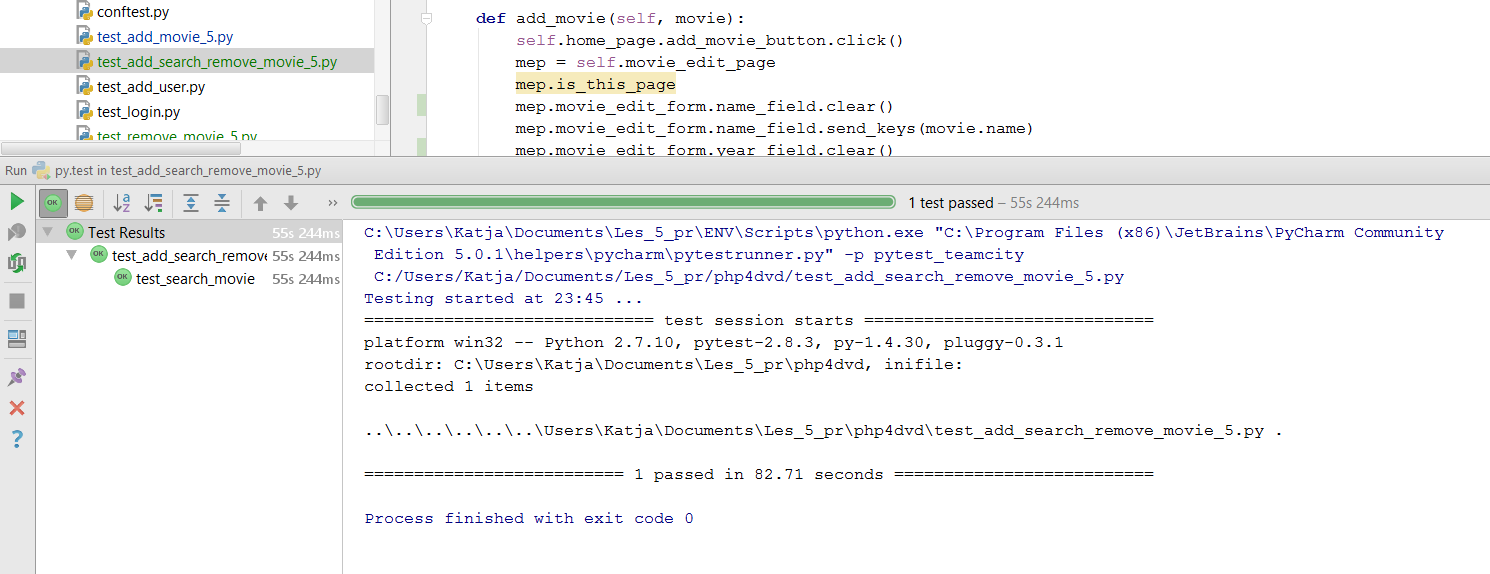 conftest.py
test_add_movie_5.py
test_add_search_remove_movie_5.py
test_add_user.py
test_login.py
test_remove_movie_5.py
def add_movie(self, movie):
self.home_page.add_movie_button.click()
mep = self.movie_edit_page
mep.is_this_page
mep.movie_edit_form.name_field.clear()
mep.movie_edit_form.name_field.send_keys(movie.name)
mep.movie_edit_form.year_field.clear()
Run py.test in test_add_search_remove_movie_5.py
OK
1 test passed – 55s 244ms
OK Test Results 55s 244ms
OK test_add_search_remove 55s 244ms
OK test_search_movie 55s 244ms
C:\Users\Katja\Documents\Les_5_pr\ENV\Scripts\python.exe "C:\Program Files (x86)\JetBrains\PyCharm Community
Edition 5.0.1\helpers\pycharm\pytestrunner.py" -p pytest_teamcity
C:/Users/Katja/Documents/Les_5_pr/php4dvd/test_add_search_remove_movie_5.py
Testing started at 23:45 ...
============================= test session starts =============================
platform win32 -- Python 2.7.10, pytest-2.8.3, py-1.4.30, pluggy-0.3.1
rootdir: C:\Users\Katja\Documents\Les_5_pr\php4dvd, inifile:
collected 1 items
..\..\..\..\..\..\Users\Katja\Documents\Les_5_pr\php4dvd\test_add_search_remove_movie_5.py .
========================== 1 passed in 82.71 seconds ==========================
Process finished with exit code 0